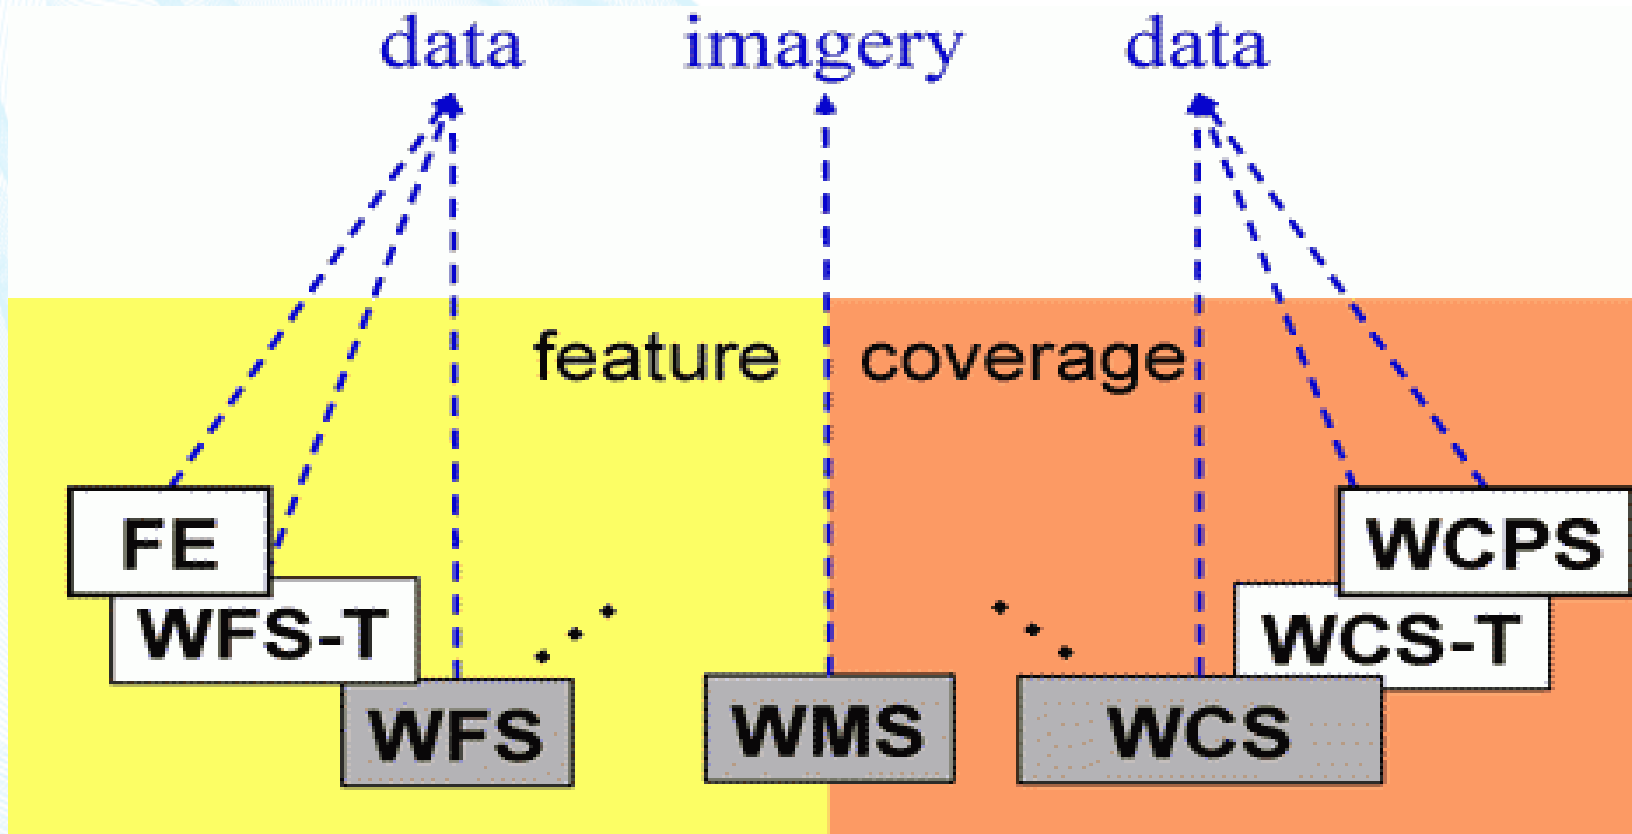 data
imagery
data
feature
coverage
FE
WCPS
WFS-T
WCS-T
WFS
WMS
WCS